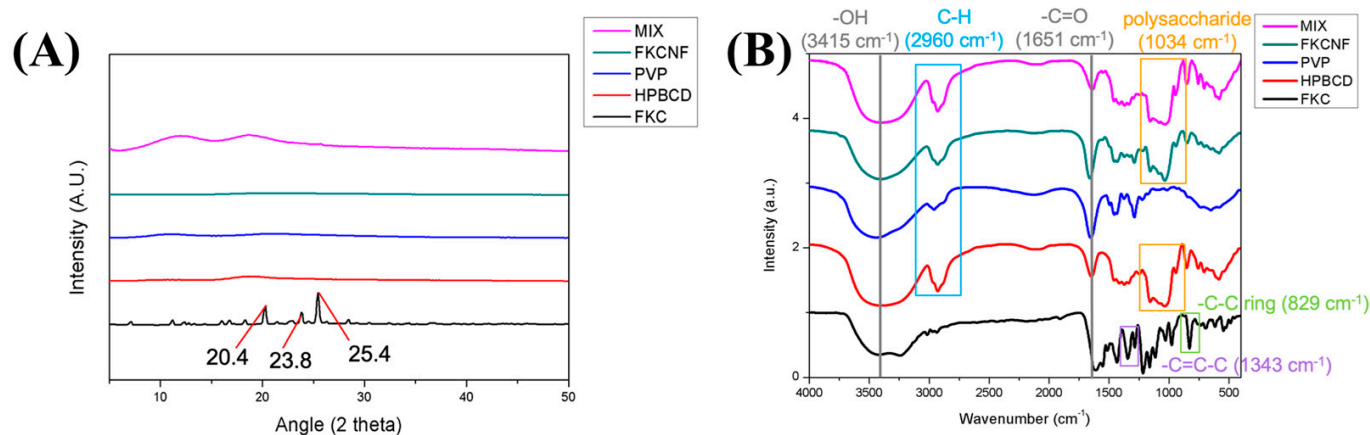 (A)
MIX
FKCNF
PVP
HPBCD
FKC
Intensity (A.U.)
20.4
23.8
25.4
10
20
30
40
50
Angle (2 theta)
(B)
-OH
(3415 cm⁻¹)
C-H
(2960 cm⁻¹)
-C=O
(1651 cm⁻¹)
polysaccharide
(1034 cm⁻¹)
MIX
FKCNF
PVP
HPBCD
FKC
Intensity (a.u.)
4
2
0
-C-C ring (829 cm⁻¹)
-C=C-C (1343 cm⁻¹)
4000
3500
3000
2500
2000
1500
1000
500
Wavenumber (cm⁻¹)